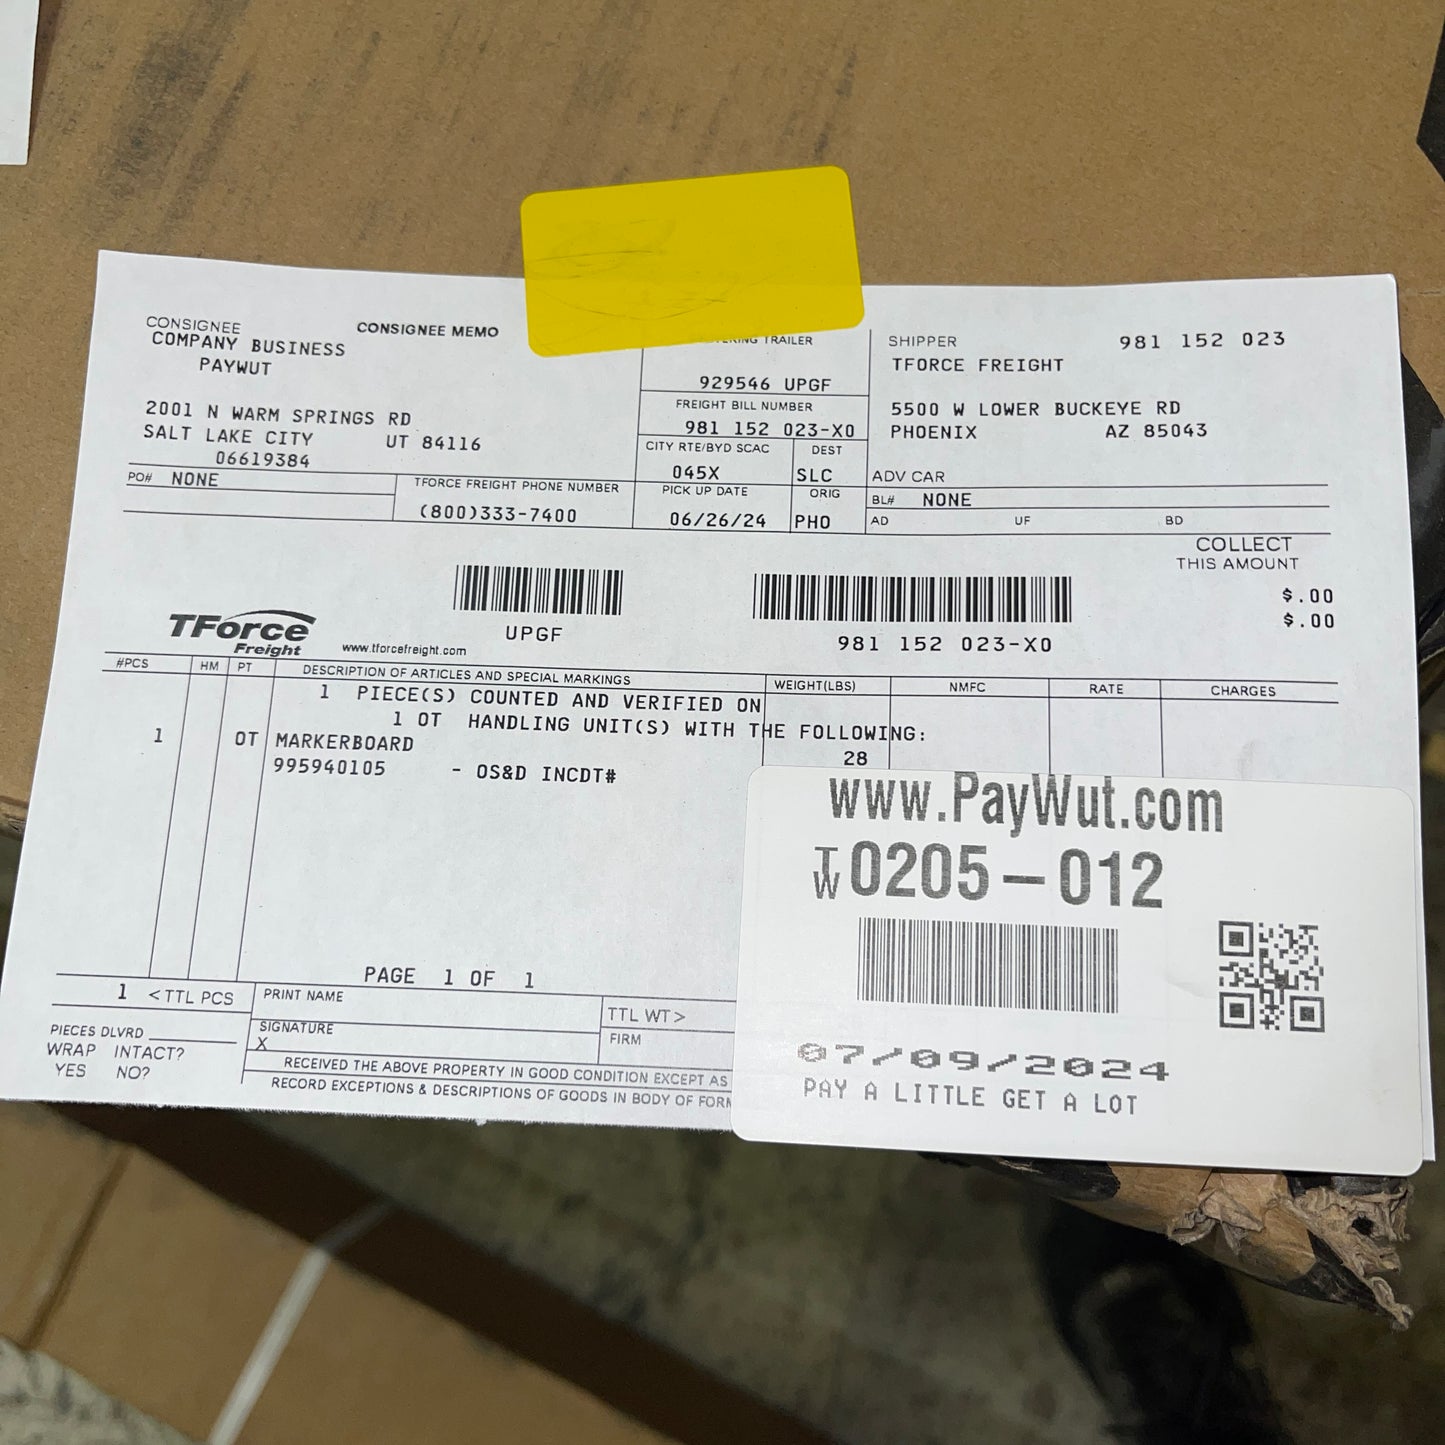 CONSIGNEE
CONSIGNEE MEMO
COMPANY BUSINESS
PAYWUT
2001 N WARM SPRINGS RD
SALT LAKE CITY UT 84116
06619384
PO# NONE
TFORCE FREIGHT PHONE NUMBER
(800)333-7400
TRAILER
929546 UPGF
FREIGHT BILL NUMBER
981 152 023-X0
CITY RTE/BYD SCAC DEST
045X SLC
PICK UP DATE ORIG
06/26/24 PHO
SHIPPER 981 152 023
TFORCE FREIGHT
5500 W LOWER BUCKEYE RD
PHOENIX AZ 85043
ADV CAR
BL# NONE
AD UF BD
COLLECT
THIS AMOUNT
$.00
$.00
TForce
Freight
www.tforcefreight.com
UPGF
981 152 023-X0
#PCS HM PT DESCRIPTION OF ARTICLES AND SPECIAL MARKINGS WEIGHT(LBS) NMFC RATE CHARGES
1 PIECE(S) COUNTED AND VERIFIED ON
1 OT HANDLING UNIT(S) WITH THE FOLLOWING:
1 OT MARKERBOARD 28
995940105 - OS&D INCDT#
PAGE 1 OF 1
1 <TTL PCS
PRINT NAME
TTL WT>
PIECES DLVRD
SIGNATURE
X
FIRM
WRAP INTACT?
YES NO?
RECEIVED THE ABOVE PROPERTY IN GOOD CONDITION EXCEPT AS
RECORD EXCEPTIONS & DESCRIPTIONS OF GOODS IN BODY OF FORM
www.PayWut.com
TW0205-012
07/09/2024
PAY A LITTLE GET A LOT